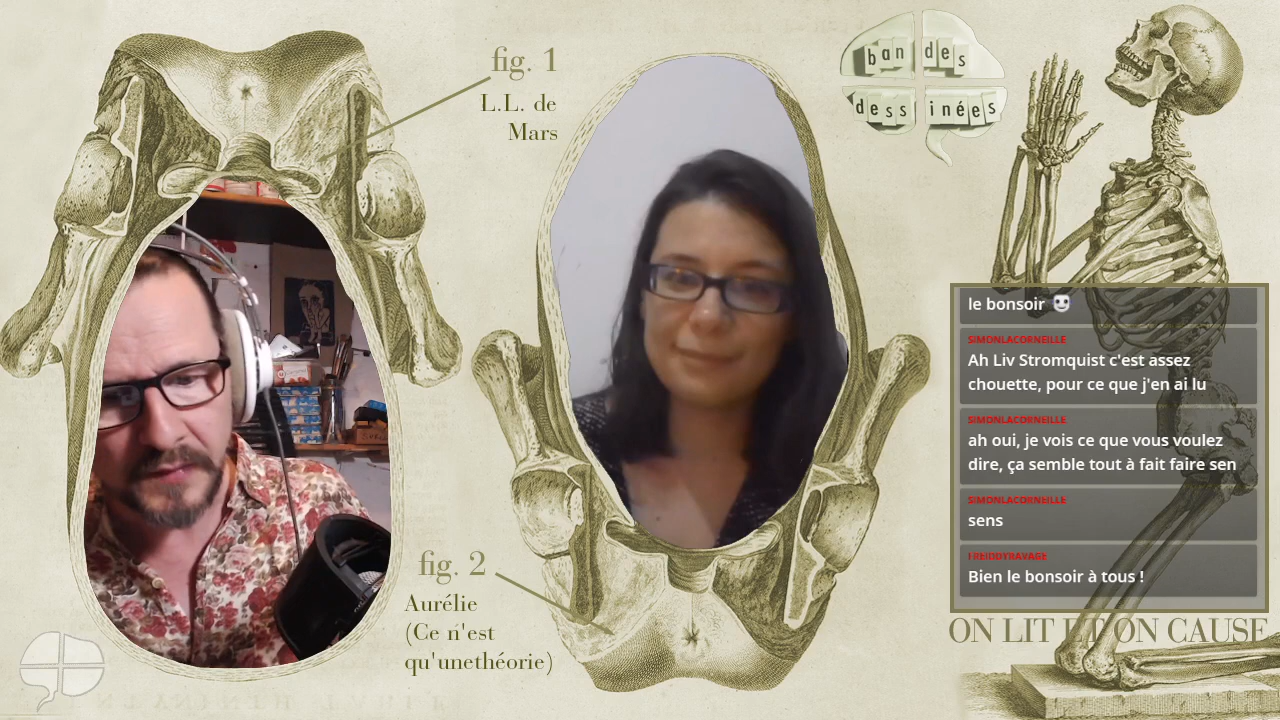 fig. 1
L.L. de
Mars
ban des
dess inées
le bonsoir
SIMONLACORNEILLE
Ah Liv Stromquist c'est assez
chouette, pour ce que j'en ai lu
SIMONLACORNEILLE
ah oui, je vois ce que vous voulez
dire, ça semble tout à fait faire sen
SIMONLACORNEILLE
sens
FREDDYRAVAGE
Bien le bonsoir à tous !
ON LIT ET ON CAUSE
fig. 2
Aurélie
(Ce n'est
qu'unethéorie)